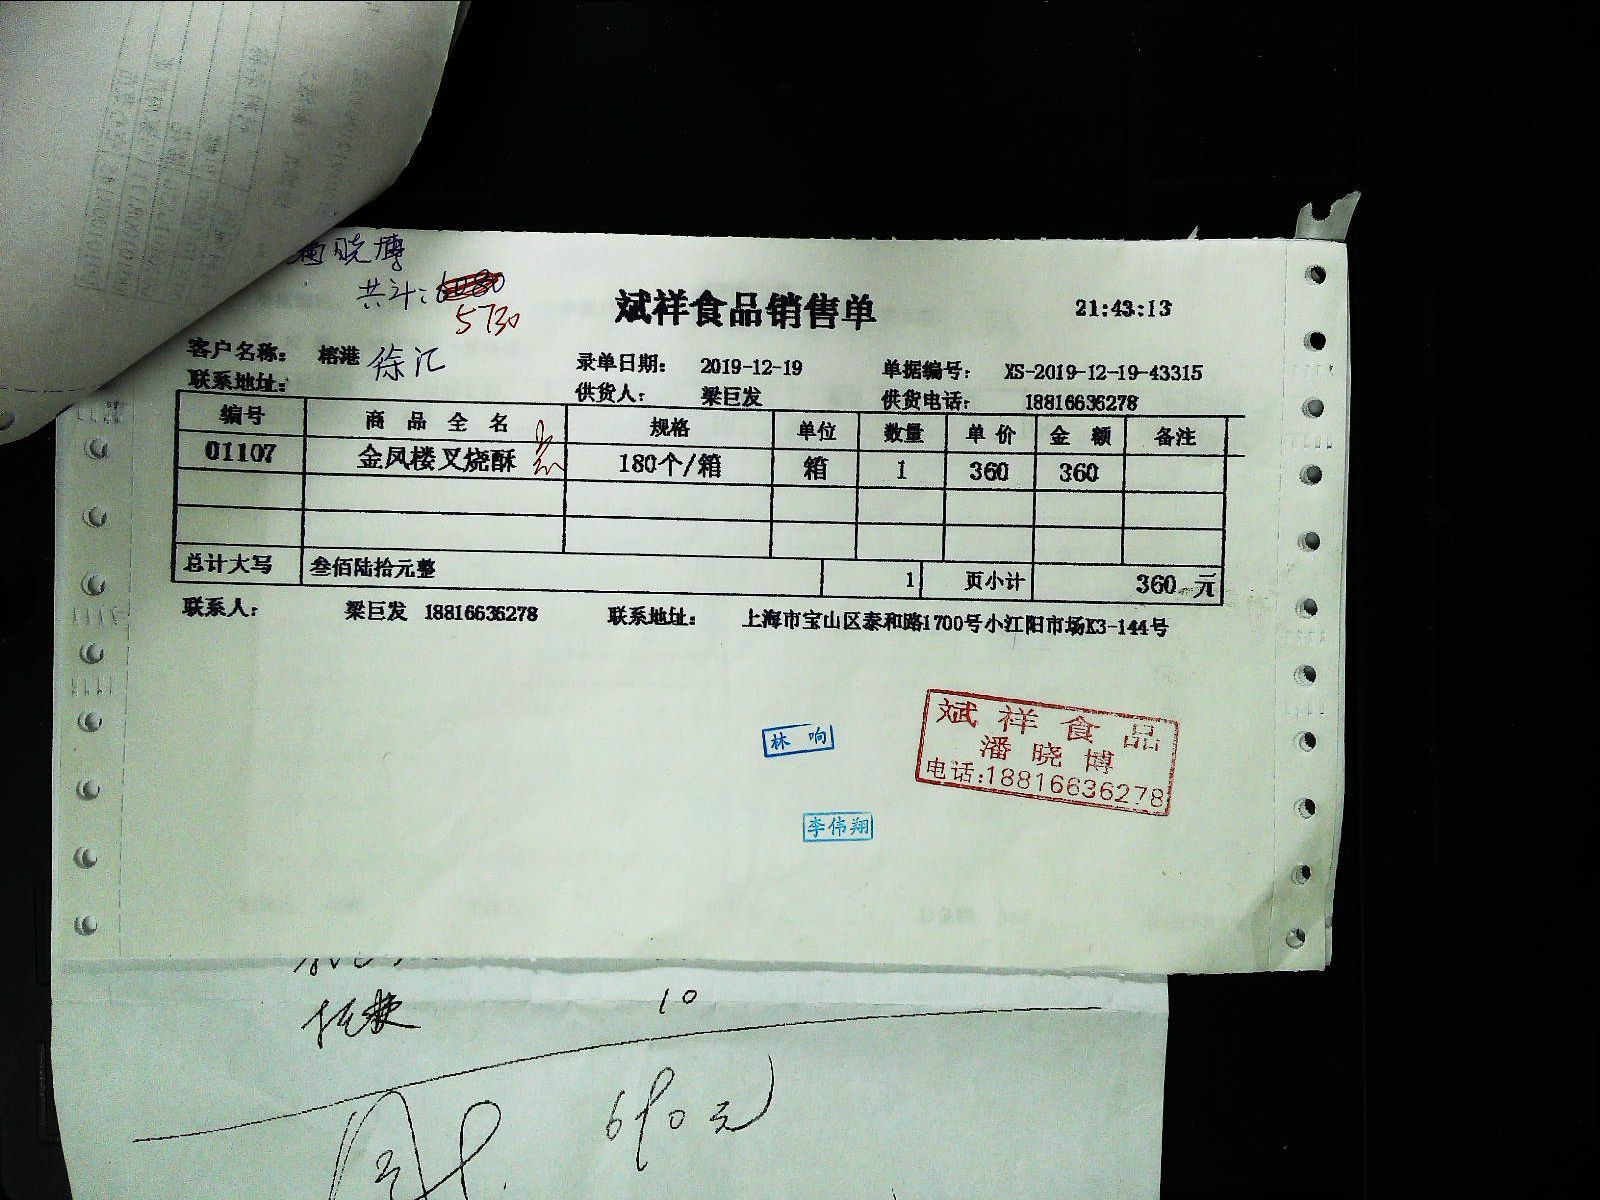 晓博
共计:6080
5730
斌祥食品销售单
21:43:13
客户名称: 榕港 徐汇 录单日期: 2019-12-19 单据编号: XS-2019-12-19-43315
联系地址: 供货人: 梁巨发 供货电话: 18816636278
编号 商品全名 规格 单位 数量 单价 金额 备注
01107 金凤楼叉烧酥 180个/箱 箱 1 360 360
总计大写 叁佰陆拾元整 1 页小计 360 元
联系人: 梁巨发 18816636278 联系地址: 上海市宝山区泰和路1700号小江阳市场K3-144号
斌祥食品
潘晓博
电话:18816636278
林响
李伟翔
10
690元